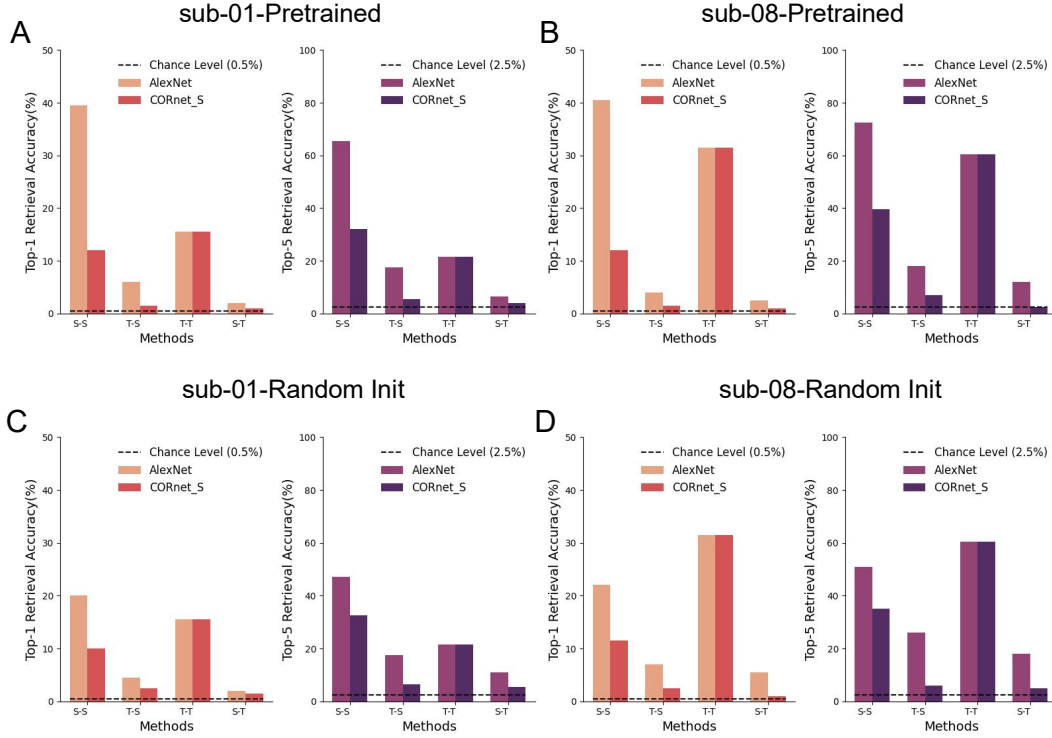 sub-01-Pretrained
sub-08-Pretrained
A
50
40
30
20
10
0
Top-1 Retrieval Accuracy(%)
Chance Level (0.5%)
AlexNet
CORnet_S
S-S T-S T-T S-T
Methods
100
80
60
40
20
0
Top-5 Retrieval Accuracy(%)
Chance Level (2.5%)
AlexNet
CORnet_S
S-S T-S T-T S-T
Methods
B
50
40
30
20
10
0
Top-1 Retrieval Accuracy(%)
Chance Level (0.5%)
AlexNet
CORnet_S
S-S T-S T-T S-T
Methods
100
80
60
40
20
0
Top-5 Retrieval Accuracy(%)
Chance Level (2.5%)
AlexNet
CORnet_S
S-S T-S T-T S-T
Methods
sub-01-Random Init
sub-08-Random Init
C
50
40
30
20
10
0
Top-1 Retrieval Accuracy(%)
Chance Level (0.5%)
AlexNet
CORnet_S
S-S T-S T-T S-T
Methods
100
80
60
40
20
0
Top-5 Retrieval Accuracy(%)
Chance Level (2.5%)
AlexNet
CORnet_S
S-S T-S T-T S-T
Methods
D
50
40
30
20
10
0
Top-1 Retrieval Accuracy(%)
Chance Level (0.5%)
AlexNet
CORnet_S
S-S T-S T-T S-T
Methods
100
80
60
40
20
0
Top-5 Retrieval Accuracy(%)
Chance Level (2.5%)
AlexNet
CORnet_S
S-S T-S T-T S-T
Methods